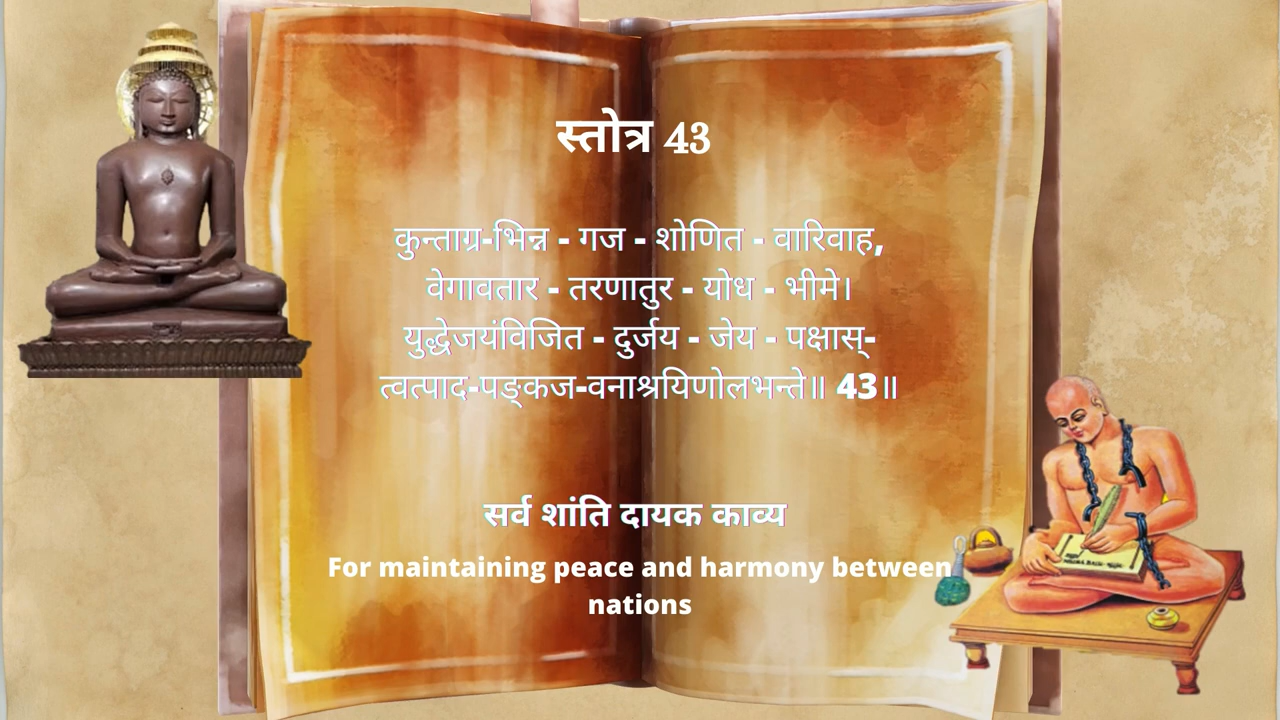 स्तोत्र 43
कुन्ताग्र-भिन्न - गज - शोणित - वारिवाह,
वेगावतार - तरणातुर - योध - भीमे।
युद्धेजयंविजित - दुर्जय - जेय - पक्षास्-
त्वत्पाद-पङ्कज-वनाश्रयिणोलभन्ते॥ 43॥
सर्व शांति दायक काव्य
For maintaining peace and harmony between
nations